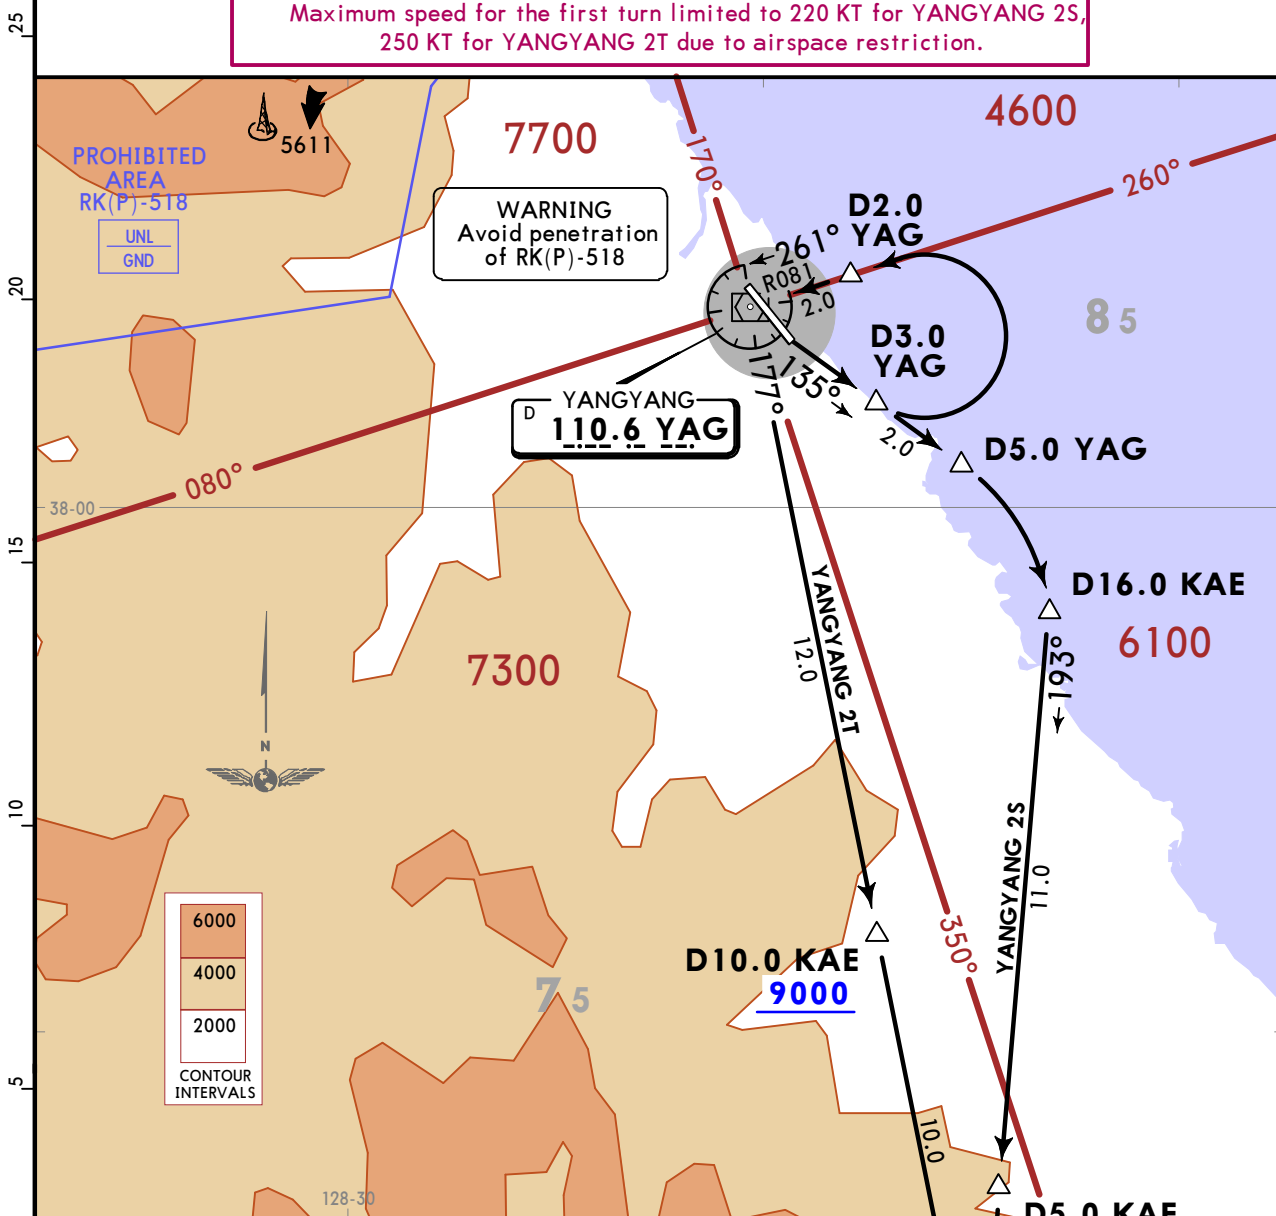 Maximum speed for the first turn limited to 220 KT for YANGYANG 2S,
250 KT for YANGYANG 2T due to airspace restriction.
25
4600
7700
5611
170°
PROHIBITED
AREA
RK(P)-518
UNL
GND
260°
WARNING
Avoid penetration
of RK(P)-518
D2.0
YAG
261°
R081
2.0
20
85
D3.0
YAG
177°
135°
YANGYANG
D
110.6 YAG
2.0
D5.0 YAG
080°
38-00
15
D16.0 KAE
YANGYANG 2T
12.0
6100
7300
193°
N
10
YANGYANG 2S
11.0
6000
4000
2000
CONTOUR
INTERVALS
350°
D10.0 KAE
9000
75
5
10.0
128-30
D5.0 KAE